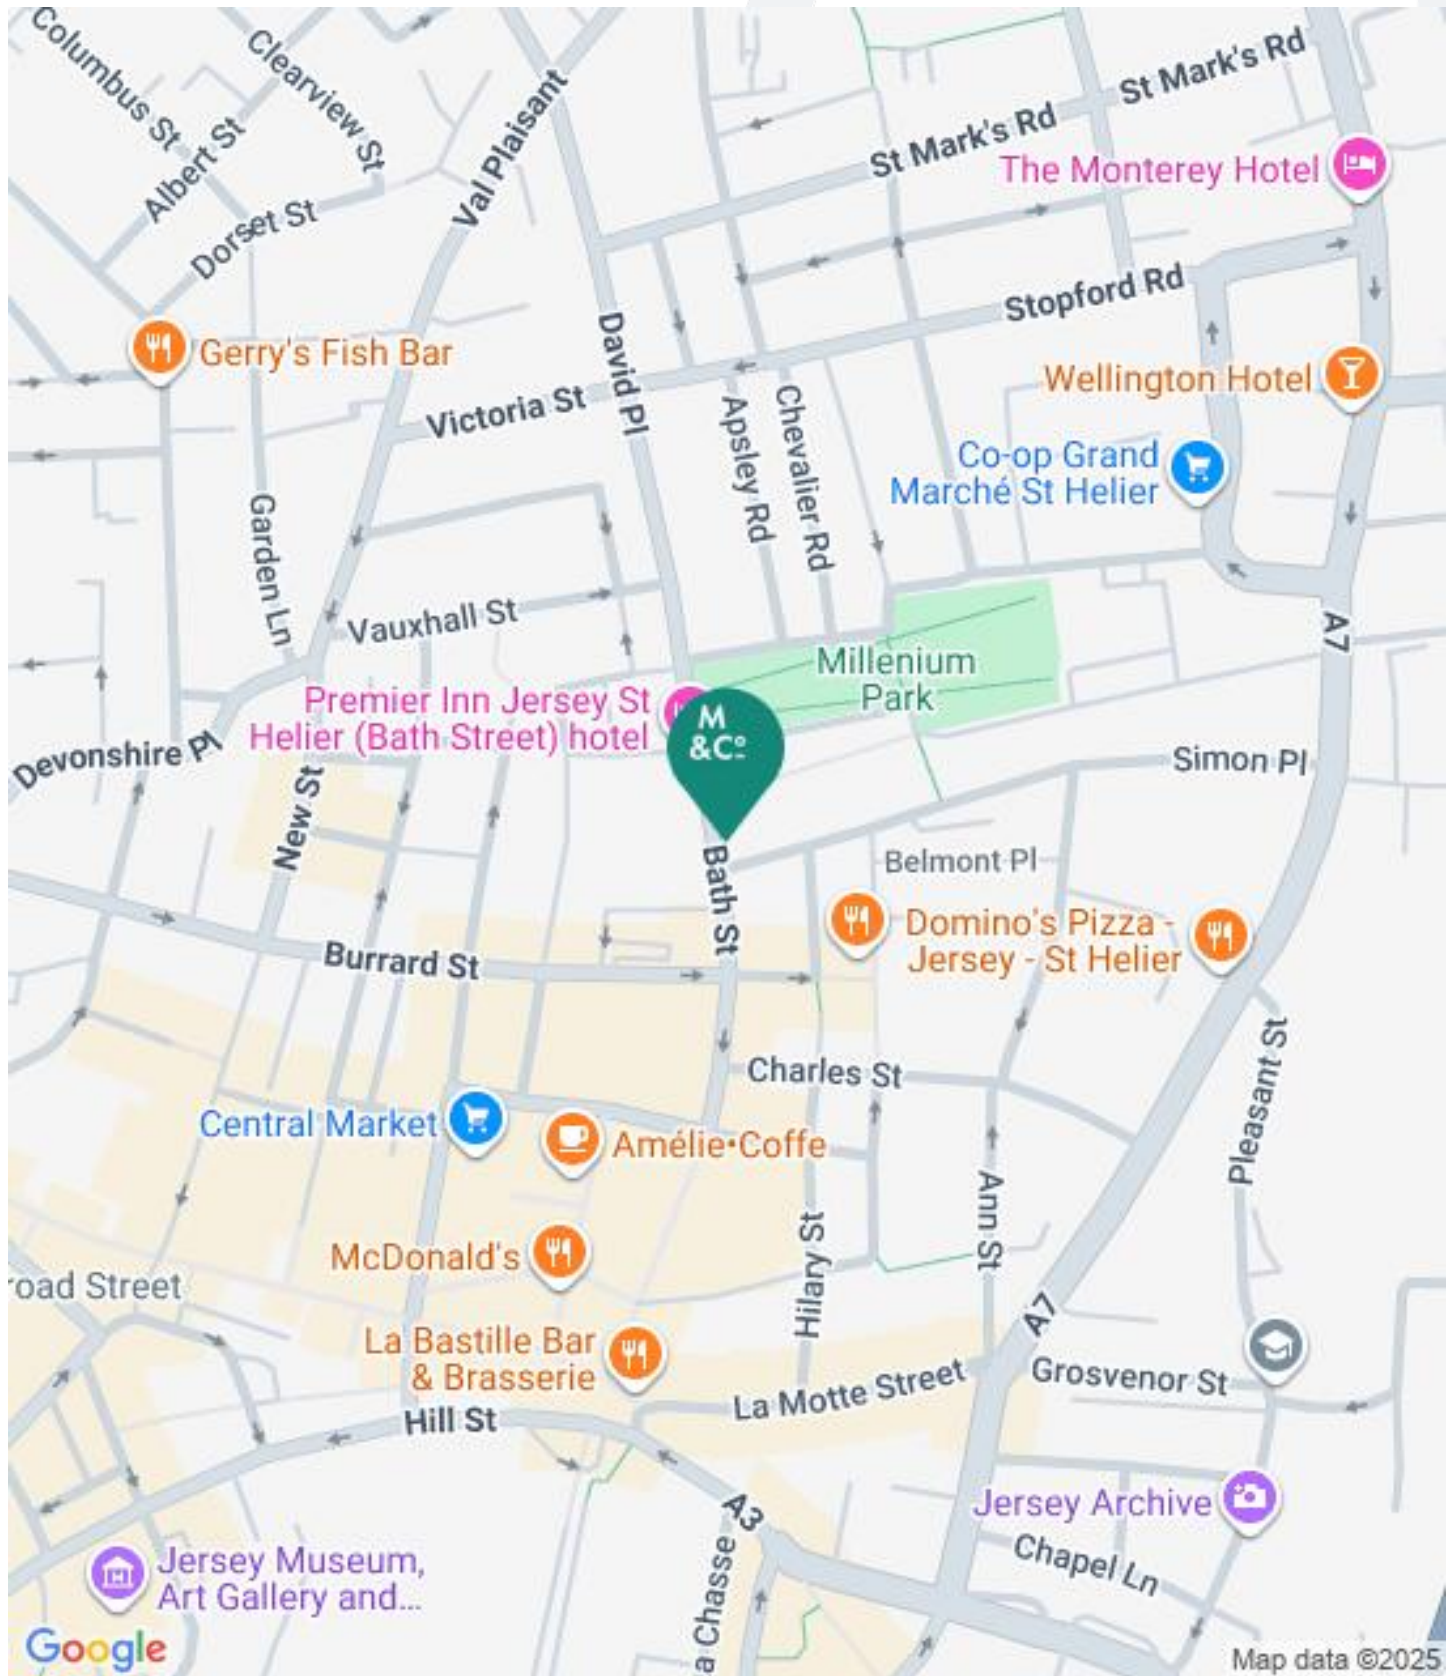 Columbus St
Clearview St
Albert St
Dorset St
Val Plaisant
St Mark's Rd
St Mark's Rd
The Monterey Hotel
Stopford Rd
Gerry's Fish Bar
David Pl
Victoria St
Wellington Hotel
Apsley Rd
Chevalier Rd
Co-op Grand
Marché St Helier
Garden Ln
Vauxhall St
A7
Millenium
Park
Premier Inn Jersey St
Helier (Bath Street) hotel
M
&Co
Devonshire Pl
Simon Pl
New St
Bath St
Belmont Pl
Domino's Pizza -
Jersey - St Helier
Burrard St
Charles St
Pleasant St
Central Market
Amélie•Coffe
Ann St
Hilary St
McDonald's
road Street
La Bastille Bar
& Brasserie
A7
La Motte Street
Grosvenor St
Hill St
A3
Jersey Archive
Chapel Ln
a Chasse
Jersey Museum,
Art Gallery and...
Google
Map data ©2025